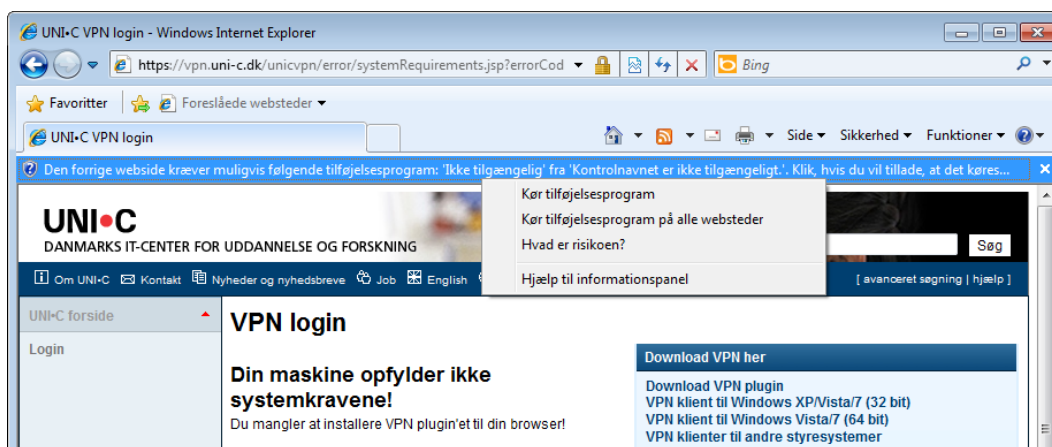 UNI•C VPN login - Windows Internet Explorer
https://vpn.uni-c.dk/unicvpn/error/systemRequirements.jsp?errorCod
Bing
Favoritter
Foreslåede websteder
UNI•C VPN login
Side
Sikkerhed
Funktioner
Den forrige webside kræver muligvis følgende tilføjelsesprogram: 'Ikke tilgængelig' fra 'Kontrolnavnet er ikke tilgængeligt.'. Klik, hvis du vil tillade, at det køres...
Kør tilføjelsesprogram
Kør tilføjelsesprogram på alle websteder
Hvad er risikoen?
Hjælp til informationspanel
UNI•C
DANMARKS IT-CENTER FOR UDDANNELSE OG FORSKNING
Søg
Om UNI•C Kontakt Nyheder og nyhedsbreve Job English
[ avanceret søgning | hjælp ]
UNI•C forside
Login
VPN login
Din maskine opfylder ikke
systemkravene!
Du mangler at installere VPN plugin'et til din browser!
Download VPN her
Download VPN plugin
VPN klient til Windows XP/Vista/7 (32 bit)
VPN klient til Windows Vista/7 (64 bit)
VPN klienter til andre styresystemer